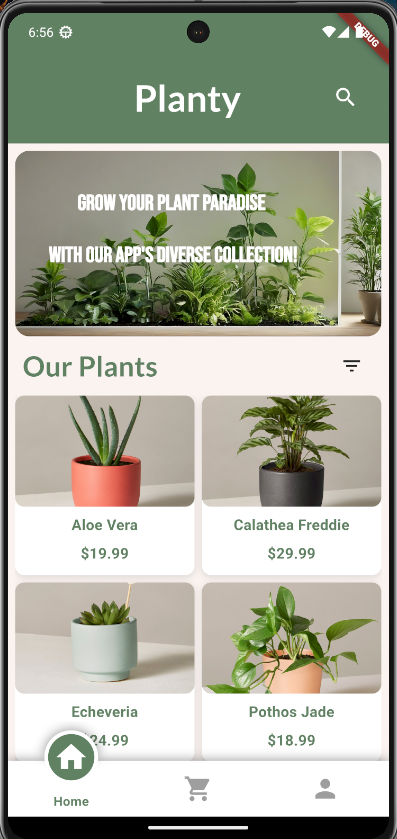 6:56
DEBUG
Planty
GROW YOUR PLANT PARADISE
WITH OUR APP'S DIVERSE COLLECTION!
Our Plants
Aloe Vera
Calathea Freddie
$19.99
$29.99
Echeveria
Pothos Jade
24.99
$18.99
Home